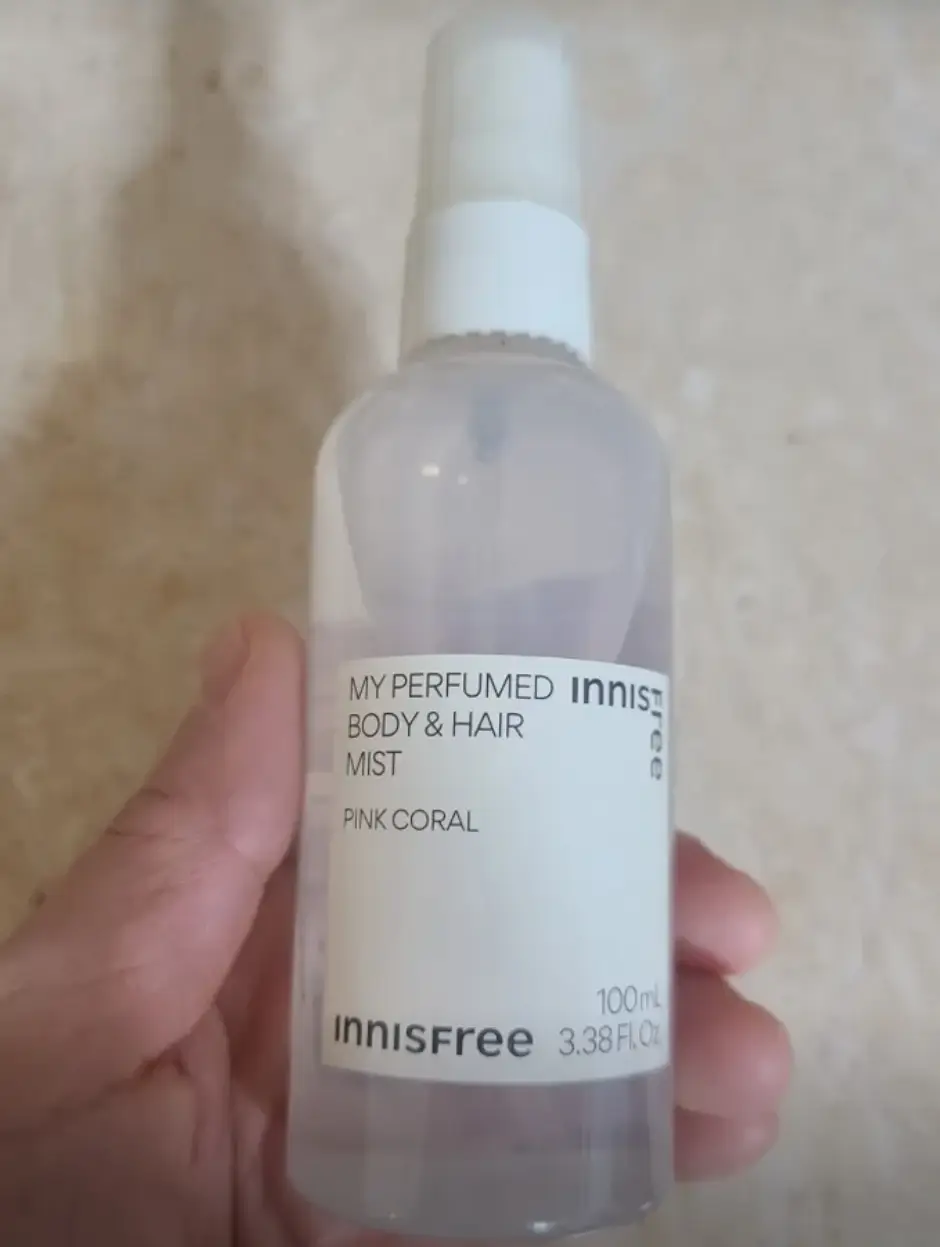 MY PERFUMED
BODY & HAIR
MIST
PINK CORAL
INNISFree
INNISFree
100mL
3.38 Fl. Oz